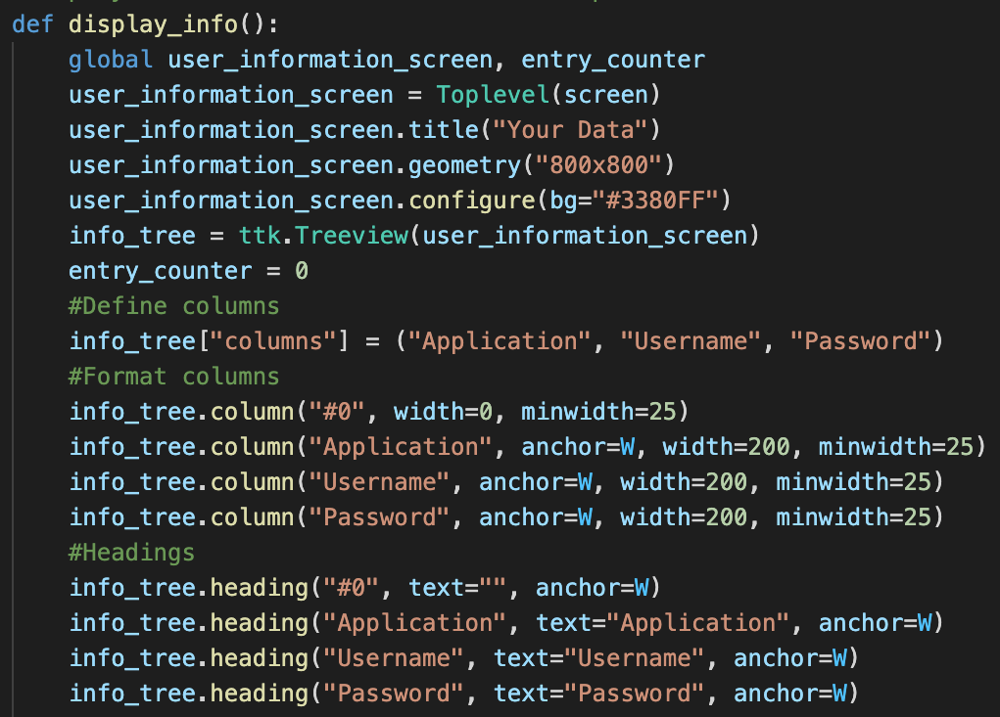 def display_info():
    global user_information_screen, entry_counter
    user_information_screen = Toplevel(screen)
    user_information_screen.title("Your Data")
    user_information_screen.geometry("800x800")
    user_information_screen.configure(bg="#3380FF")
    info_tree = ttk.Treeview(user_information_screen)
    entry_counter = 0
    #Define columns
    info_tree["columns"] = ("Application", "Username", "Password")
    #Format columns
    info_tree.column("#0", width=0, minwidth=25)
    info_tree.column("Application", anchor=W, width=200, minwidth=25)
    info_tree.column("Username", anchor=W, width=200, minwidth=25)
    info_tree.column("Password", anchor=W, width=200, minwidth=25)
    #Headings
    info_tree.heading("#0", text="", anchor=W)
    info_tree.heading("Application", text="Application", anchor=W)
    info_tree.heading("Username", text="Username", anchor=W)
    info_tree.heading("Password", text="Password", anchor=W)